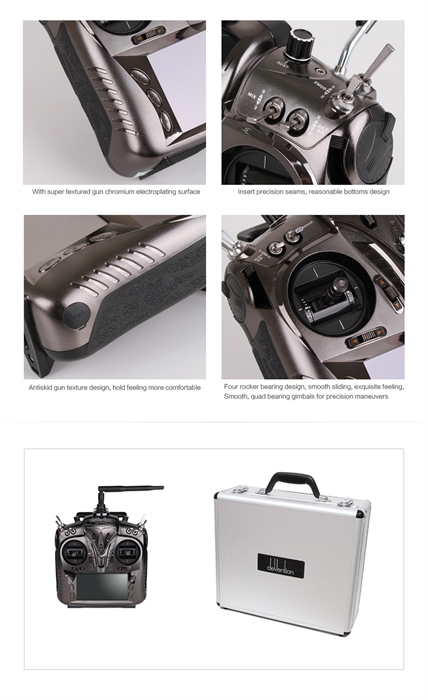 With super textured gun chromium electroplating surface
Insert precision seams, reasonable bottoms design
Antiskid gun texture design, hold feeling more comfortable
Four rocker bearing design, smooth sliding, exquisite feeling,
Smooth, quad bearing gimbals for precision maneuvers
devention
devention